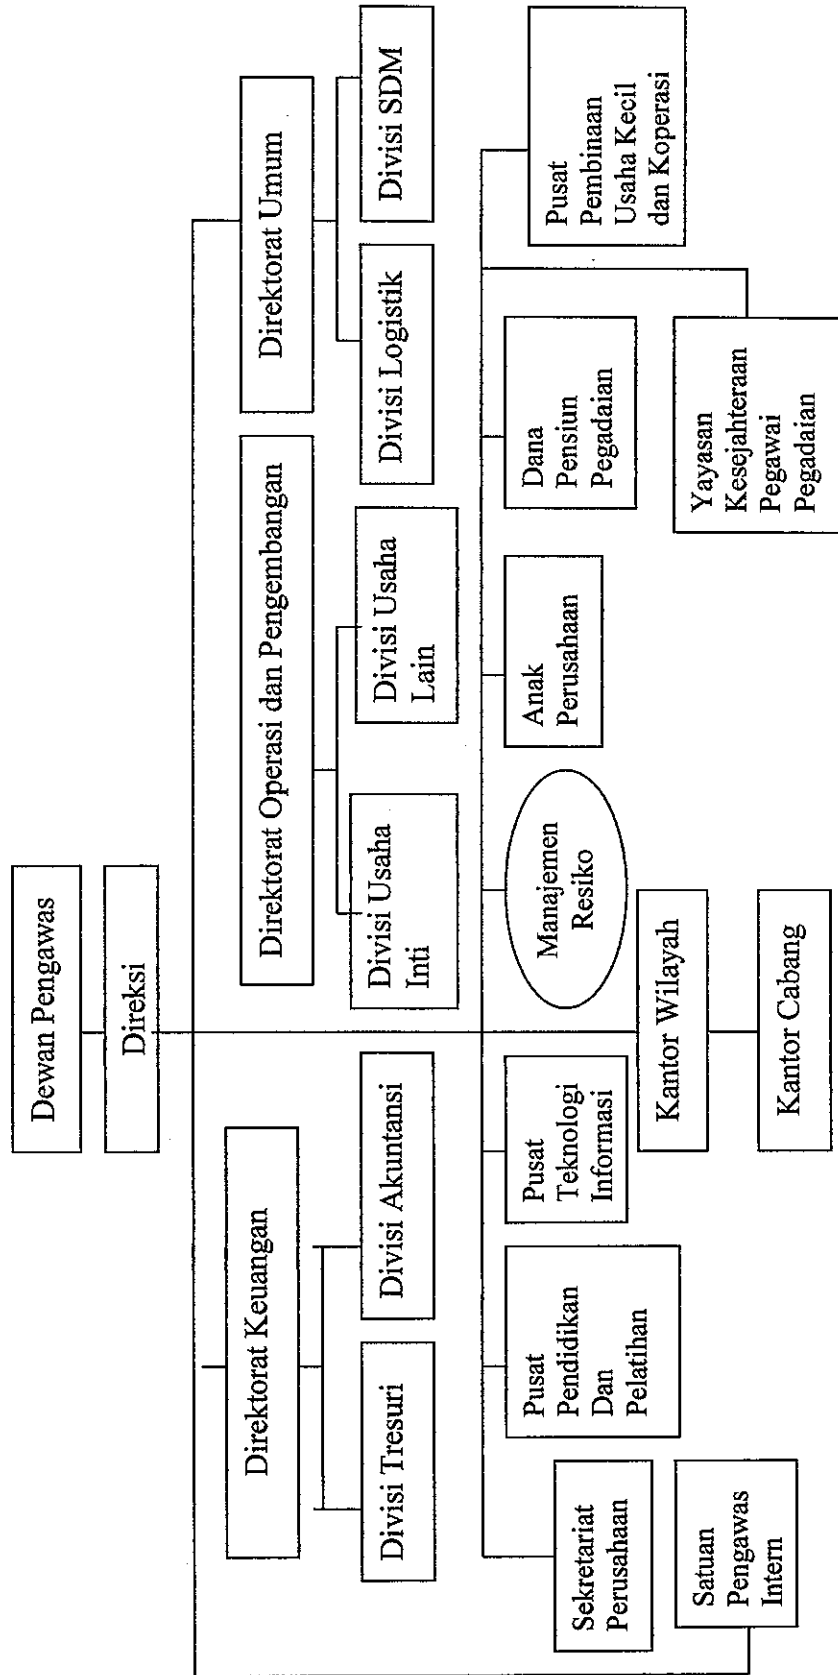 Dewan Pengawas
Direksi
Direktorat Keuangan
Direktorat Operasi dan Pengembangan
Direktorat Umum
Divisi Tresuri
Divisi Akuntansi
Divisi Usaha
Inti
Divisi Usaha
Lain
Divisi Logistik
Divisi SDM
Sekretariat
Perusahaan
Pusat
Pendidikan
Dan
Pelatihan
Pusat
Teknologi
Informasi
Manajemen
Resiko
Anak
Perusahaan
Dana
Pensiun
Pegadaian
Pusat
Pembinaan
Usaha Kecil
dan Koperasi
Satuan
Pengawas
Intern
Kantor Wilayah
Yayasan
Kesejahteraan
Pegawai
Pegadaian
Kantor Cabang